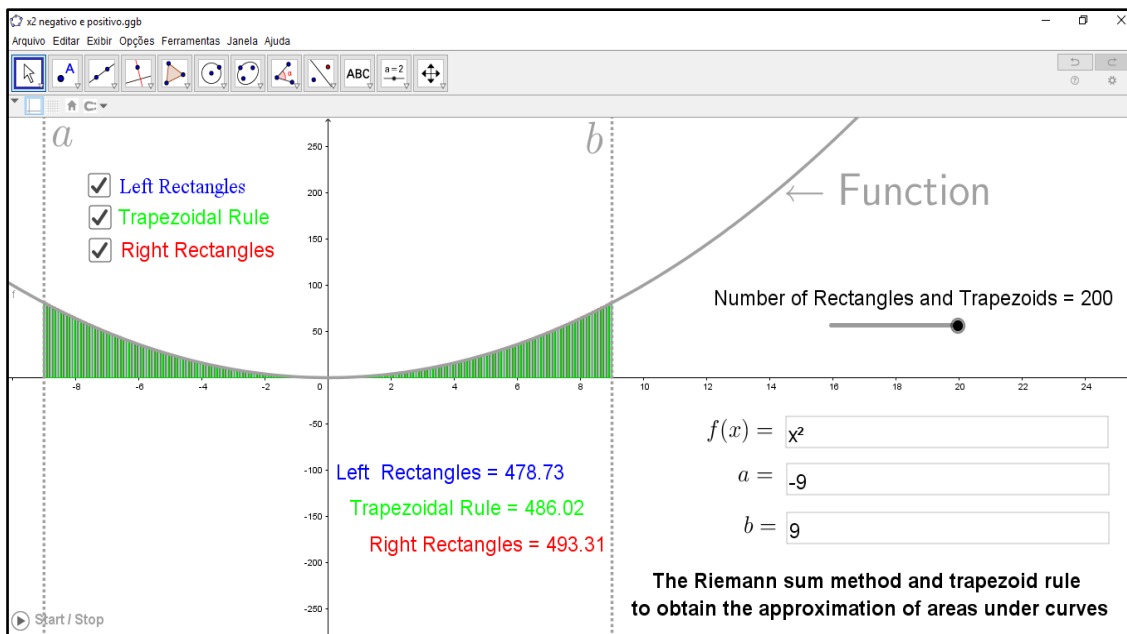 x2 negativo e positivo.ggb
Arquivo Editar Exibir Opções Ferramentas Janela Ajuda
A
α
ABC
a=2
a
b
Left Rectangles
Trapezoidal Rule
Right Rectangles
← Function
f
Number of Rectangles and Trapezoids = 200
250
200
150
100
50
0
-50
-100
-150
-200
-250
-8 -6 -4 -2 2 4 6 8 10 12 14 16 18 20 22 24
f(x) = x²
a = -9
b = 9
Left Rectangles = 478.73
Trapezoidal Rule = 486.02
Right Rectangles = 493.31
The Riemann sum method and trapezoid rule
to obtain the approximation of areas under curves
Start / Stop